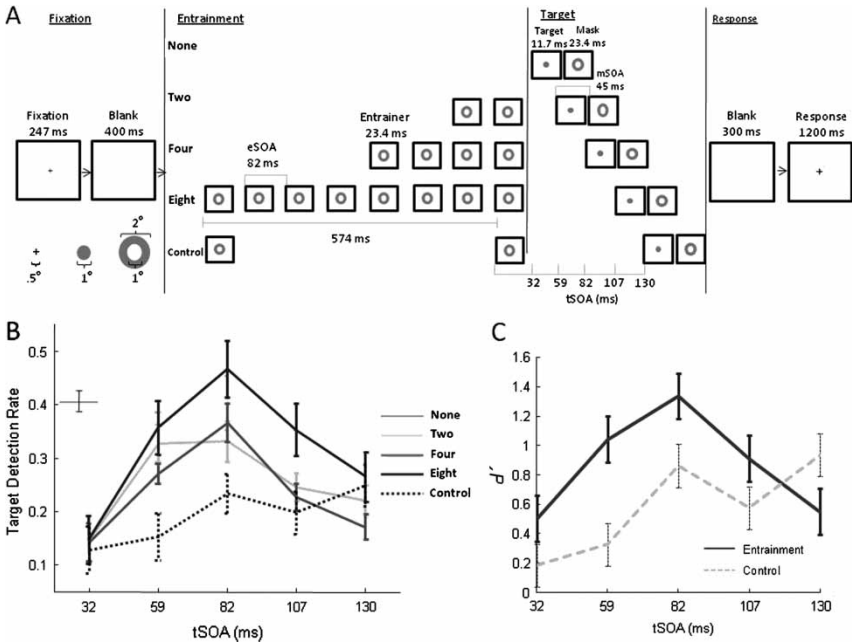 A
Fixation
Entrainment
Target
Response
None
Target Mask
11.7 ms 23.4 ms
Two
mSOA
45 ms
Fixation
247 ms
Blank
400 ms
Entrainer
23.4 ms
Blank
300 ms
Response
1200 ms
Four
eSOA
82 ms
Eight
574 ms
2°
Control
.5° 1° 1°
32 59 82 107 130
tSOA (ms)
B
Target Detection Rate
0.5
0.4
0.3
0.2
0.1
32 59 82 107 130
tSOA (ms)
None
Two
Four
Eight
Control
C
d′
1.6
1.4
1.2
1
0.8
0.6
0.4
0.2
0
Entrainment
Control
32 59 82 107 130
tSOA (ms)